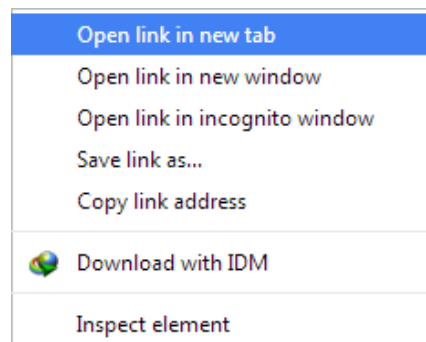 Open link in new tab
Open link in new window
Open link in incognito window
Save link as...
Copy link address
Download with IDM
Inspect element